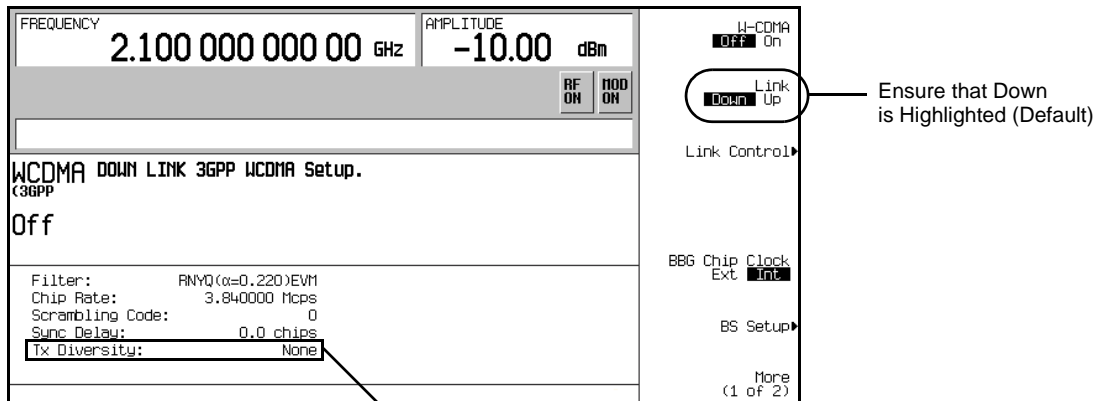 FREQUENCY
2.100 000 000 00 GHz
AMPLITUDE
-10.00 dBm
RF
ON
MOD
ON
WCDMA DOWN LINK 3GPP WCDMA Setup.
(3GPP
Off
Filter: RNYQ(α=0.220)EVM
Chip Rate: 3.840000 Mcps
Scrambling Code: 0
Sync Delay: 0.0 chips
Tx Diversity: None
W-CDMA
Off On
Link
Down Up
Link Control
BBG Chip Clock
Ext Int
BS Setup
More
(1 of 2)
Ensure that Down
is Highlighted (Default)